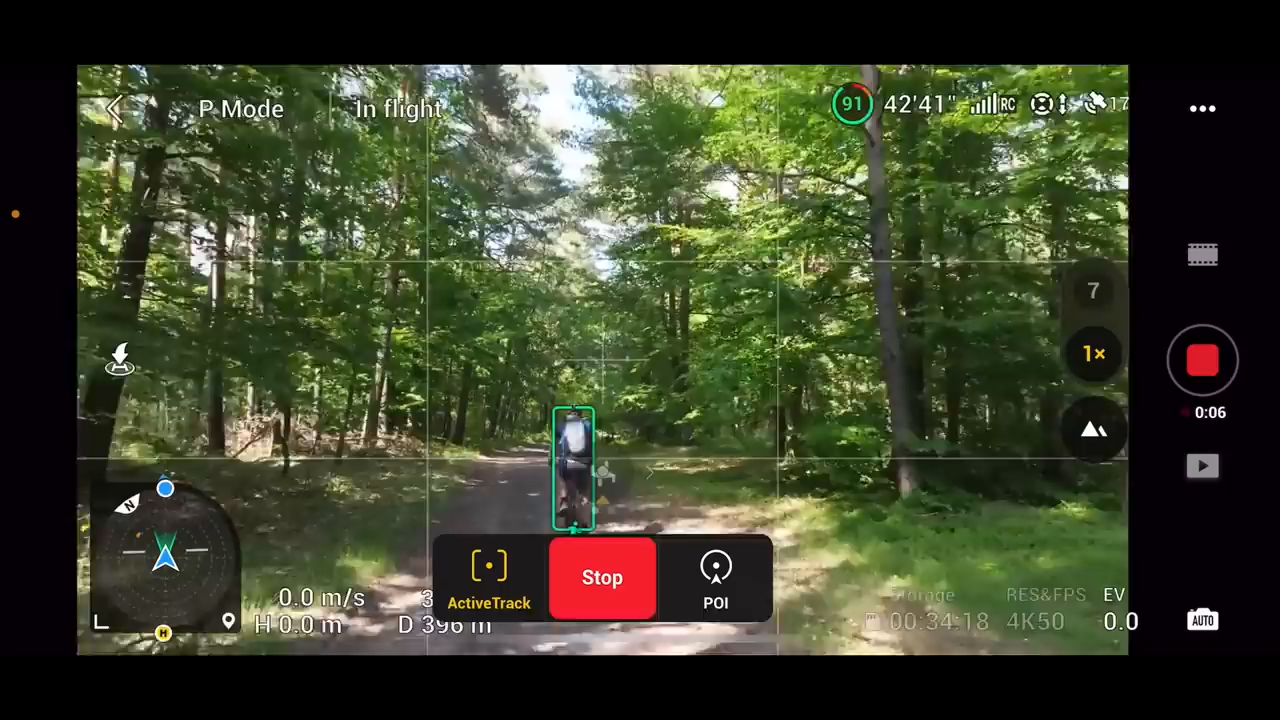 P Mode
In flight
91
42'41"
RC
17
7
1×
0:06
N
0.0 m/s
H 0.0 m
3
D 396 m
H
ActiveTrack
Stop
POI
Storage
00:34:18
RES&FPS
4K50
EV
0.0
AUTO